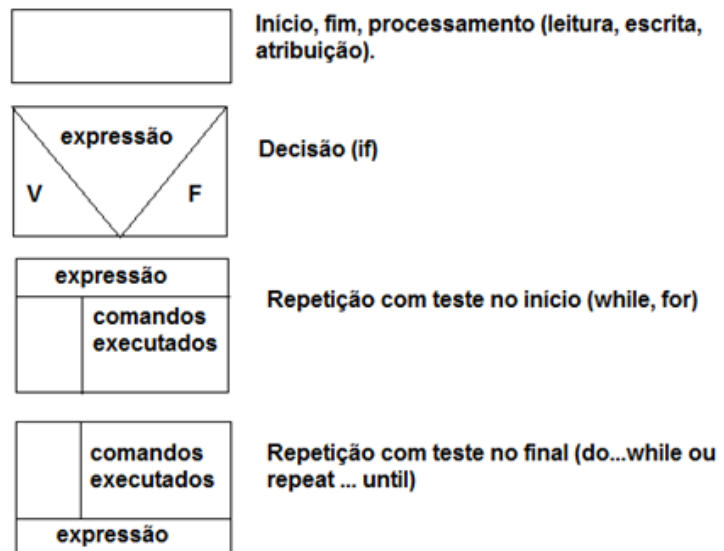 Início, fim, processamento (leitura, escrita,
atribuição).
expressão
V
F
Decisão (if)
expressão
comandos
executados
Repetição com teste no início (while, for)
comandos
executados
expressão
Repetição com teste no final (do...while ou
repeat ... until)